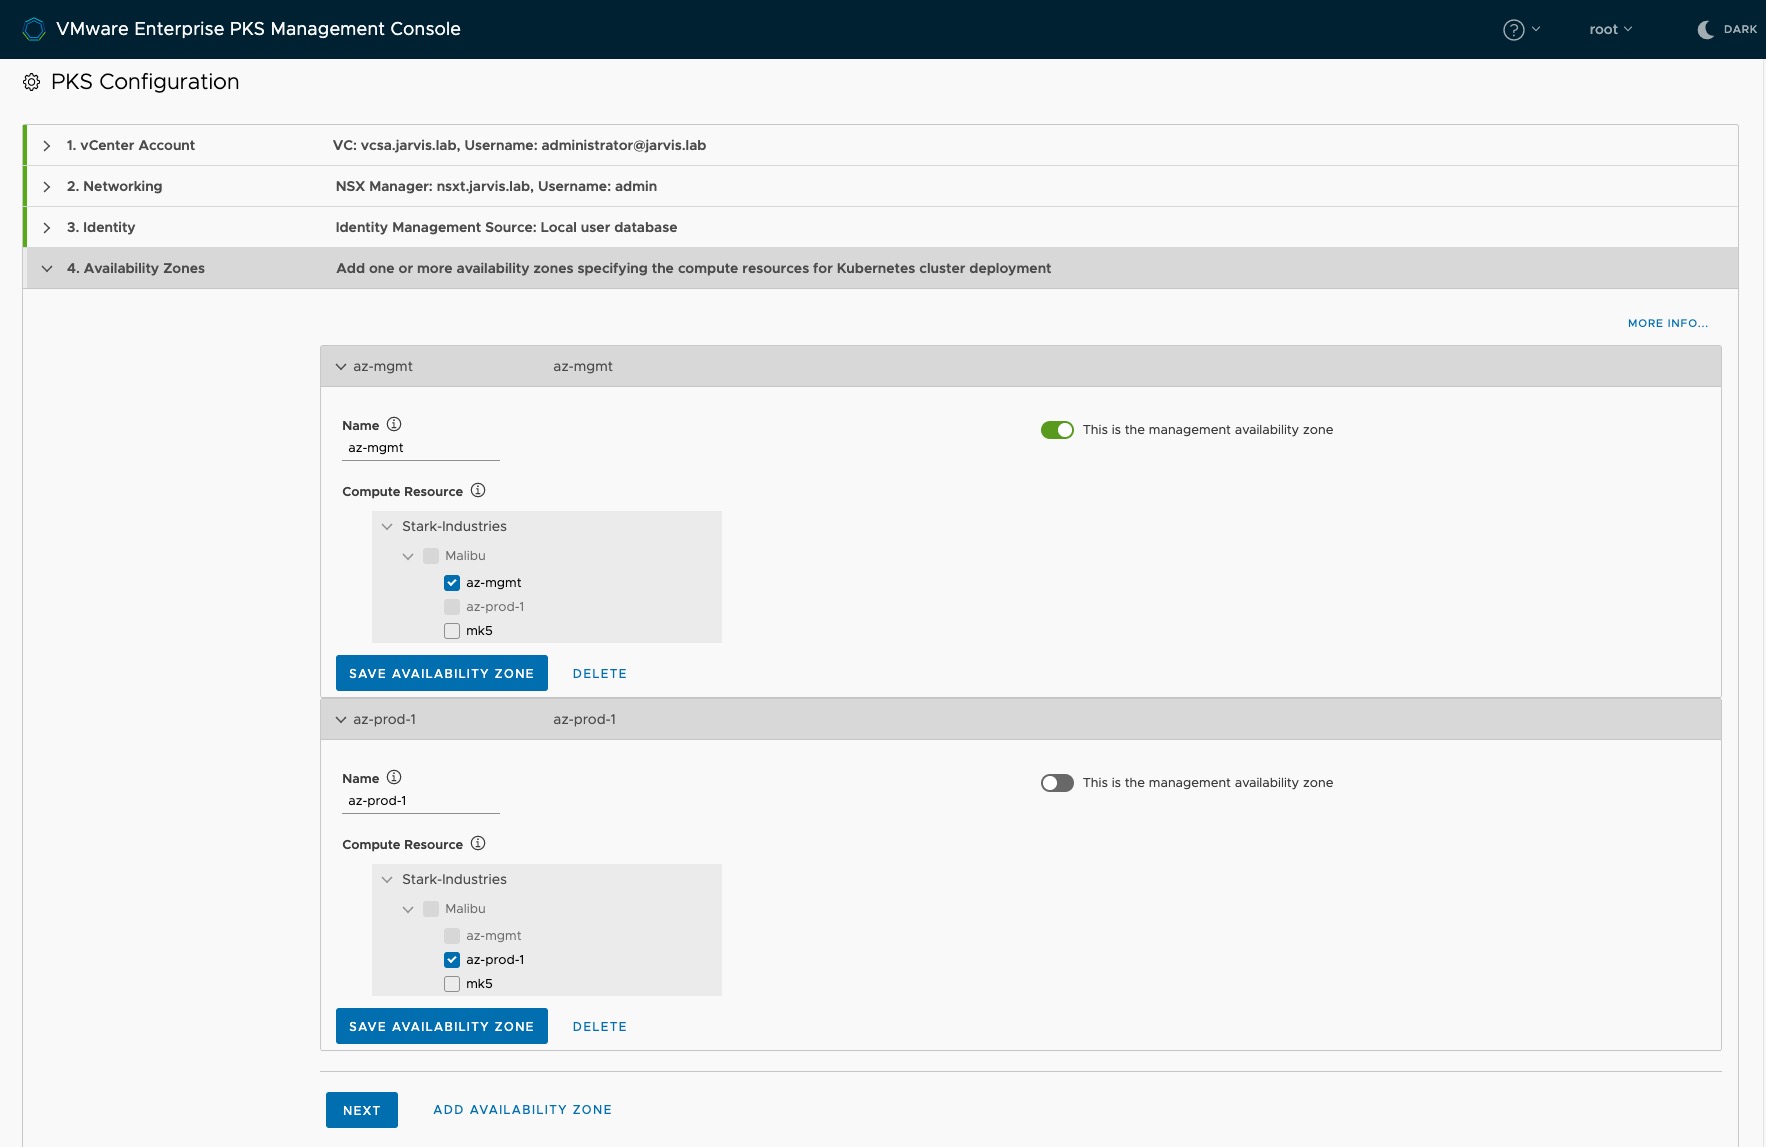 VMware Enterprise PKS Management Console
root
DARK
PKS Configuration
1. vCenter Account VC: vcsa.jarvis.lab, Username: administrator@jarvis.lab
2. Networking NSX Manager: nsxt.jarvis.lab, Username: admin
3. Identity Identity Management Source: Local user database
4. Availability Zones Add one or more availability zones specifying the compute resources for Kubernetes cluster deployment
MORE INFO...
az-mgmt az-mgmt
Name
This is the management availability zone
az-mgmt
Compute Resource
Stark-Industries
Malibu
az-mgmt
az-prod-1
mk5
SAVE AVAILABILITY ZONE DELETE
az-prod-1 az-prod-1
Name
This is the management availability zone
az-prod-1
Compute Resource
Stark-Industries
Malibu
az-mgmt
az-prod-1
mk5
SAVE AVAILABILITY ZONE DELETE
NEXT ADD AVAILABILITY ZONE